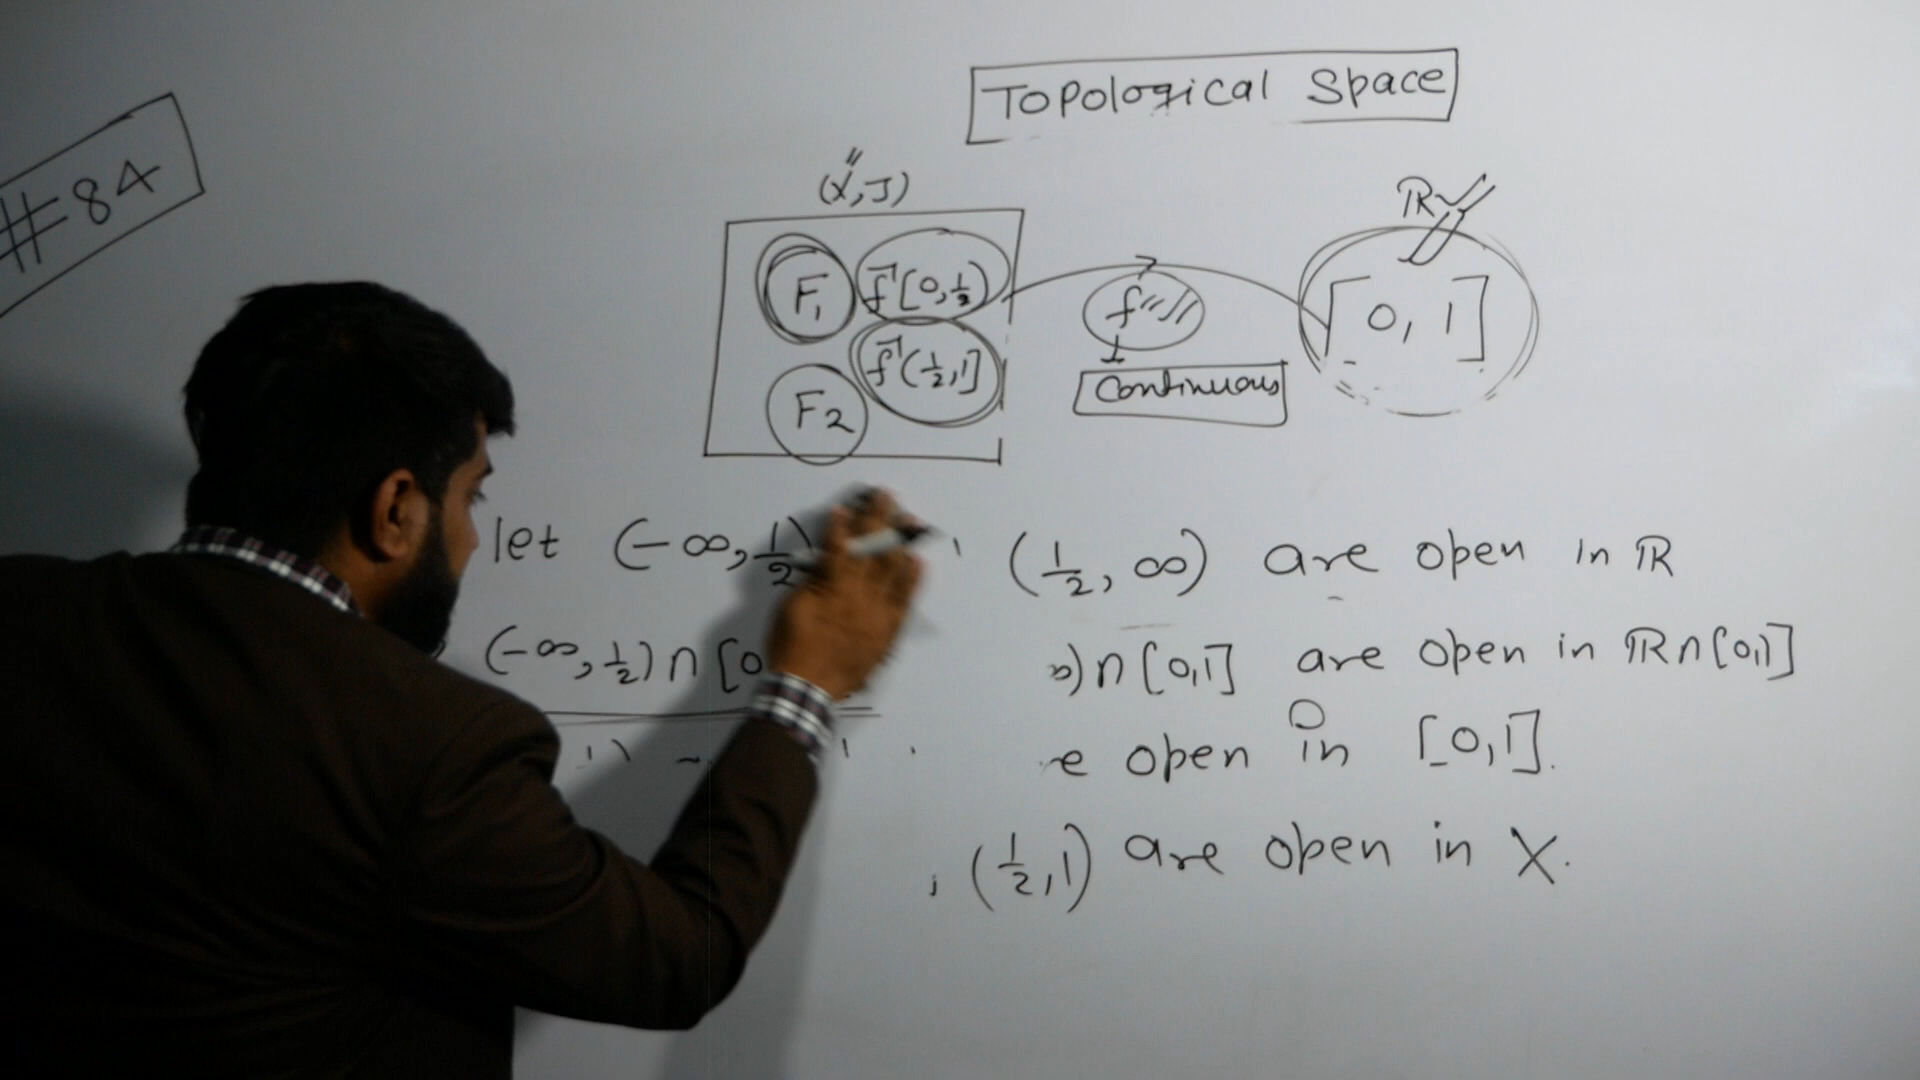 Topological Space
#84
(X,J)
R
F₁ f⁻¹[0,½) f [0,1]
f⁻¹(½,1]
Continuous
F₂
let (-∞,½) (½,∞) are open in ℝ
(-∞,½)∩[0 ∞)∩[0,1] are open in ℝ∩[0,1]
open in [0,1].
; (½,1) are open in X.